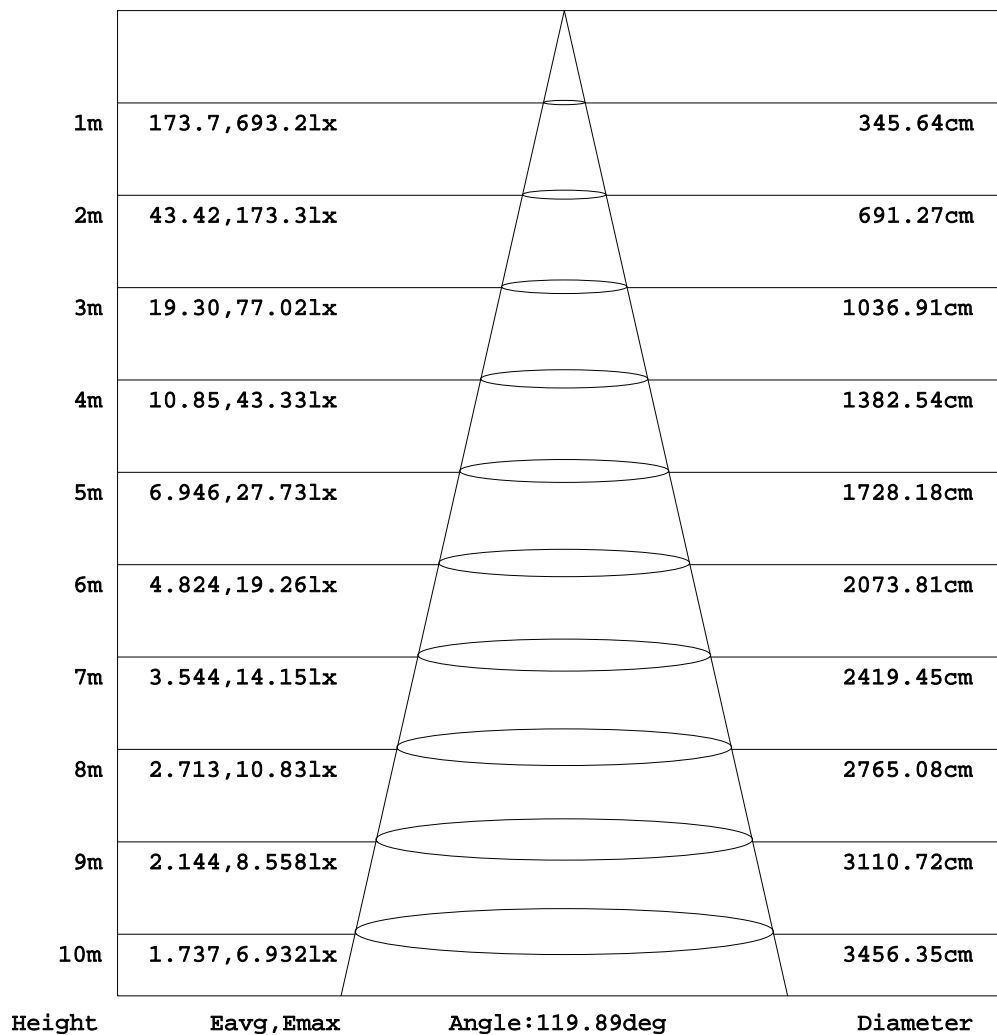 1m 173.7,693.2lx 345.64cm
2m 43.42,173.3lx 691.27cm
3m 19.30,77.02lx 1036.91cm
4m 10.85,43.33lx 1382.54cm
5m 6.946,27.73lx 1728.18cm
6m 4.824,19.26lx 2073.81cm
7m 3.544,14.15lx 2419.45cm
8m 2.713,10.83lx 2765.08cm
9m 2.144,8.558lx 3110.72cm
10m 1.737,6.932lx 3456.35cm
Height Eavg,Emax Angle:119.89deg Diameter